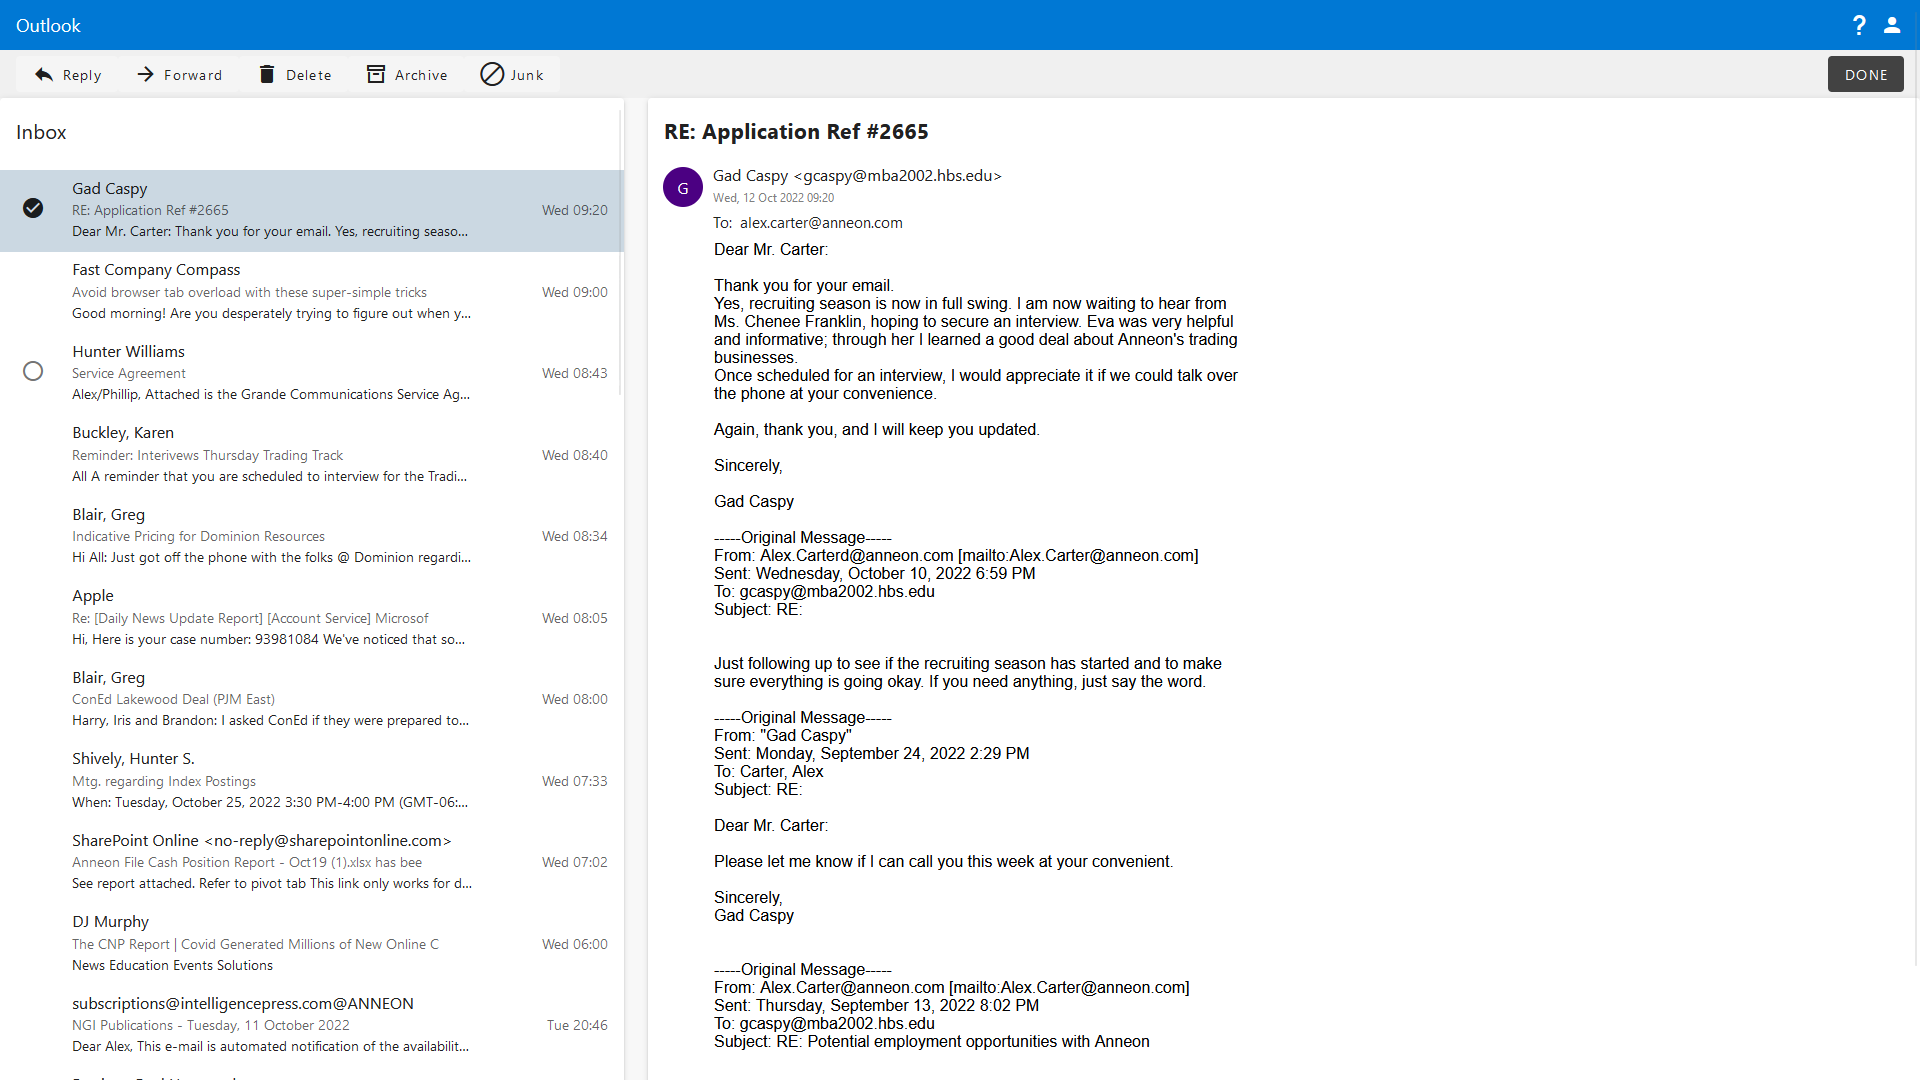 Outlook
?
Reply
Forward
Delete
Archive
Junk
DONE
Inbox
Gad Caspy
RE: Application Ref #2665
Wed 09:20
Dear Mr. Carter: Thank you for your email. Yes, recruiting seaso...
Fast Company Compass
Avoid browser tab overload with these super-simple tricks
Wed 09:00
Good morning! Are you desperately trying to figure out when y...
Hunter Williams
Service Agreement
Wed 08:43
Alex/Phillip, Attached is the Grande Communications Service Ag...
Buckley, Karen
Reminder: Interivews Thursday Trading Track
Wed 08:40
All A reminder that you are scheduled to interview for the Tradi...
Blair, Greg
Indicative Pricing for Dominion Resources
Wed 08:34
Hi All: Just got off the phone with the folks @ Dominion regardi...
Apple
Re: [Daily News Update Report] [Account Service] Microsof
Wed 08:05
Hi, Here is your case number: 93981084 We've noticed that so...
Blair, Greg
ConEd Lakewood Deal (PJM East)
Wed 08:00
Harry, Iris and Brandon: I asked ConEd if they were prepared to...
Shively, Hunter S.
Mtg. regarding Index Postings
Wed 07:33
When: Tuesday, October 25, 2022 3:30 PM-4:00 PM (GMT-06:...
SharePoint Online <no-reply@sharepointonline.com>
Anneon File Cash Position Report - Oct19 (1).xlsx has bee
Wed 07:02
See report attached. Refer to pivot tab This link only works for d...
DJ Murphy
The CNP Report | Covid Generated Millions of New Online C
Wed 06:00
News Education Events Solutions
subscriptions@intelligencepress.com@ANNEON
NGI Publications - Tuesday, 11 October 2022
Tue 20:46
Dear Alex, This e-mail is automated notification of the availabilit...
RE: Application Ref #2665
G
Gad Caspy <gcaspy@mba2002.hbs.edu>
Wed, 12 Oct 2022 09:20
To: alex.carter@anneon.com
Dear Mr. Carter:
Thank you for your email.
Yes, recruiting season is now in full swing. I am now waiting to hear from
Ms. Chenee Franklin, hoping to secure an interview. Eva was very helpful
and informative; through her I learned a good deal about Anneon's trading
businesses.
Once scheduled for an interview, I would appreciate it if we could talk over
the phone at your convenience.
Again, thank you, and I will keep you updated.
Sincerely,
Gad Caspy
-----Original Message-----
From: Alex.Carterd@anneon.com [mailto:Alex.Carter@anneon.com]
Sent: Wednesday, October 10, 2022 6:59 PM
To: gcaspy@mba2002.hbs.edu
Subject: RE:
Just following up to see if the recruiting season has started and to make
sure everything is going okay. If you need anything, just say the word.
-----Original Message-----
From: "Gad Caspy"
Sent: Monday, September 24, 2022 2:29 PM
To: Carter, Alex
Subject: RE:
Dear Mr. Carter:
Please let me know if I can call you this week at your convenient.
Sincerely,
Gad Caspy
-----Original Message-----
From: Alex.Carter@anneon.com [mailto:Alex.Carter@anneon.com]
Sent: Thursday, September 13, 2022 8:02 PM
To: gcaspy@mba2002.hbs.edu
Subject: RE: Potential employment opportunities with Anneon